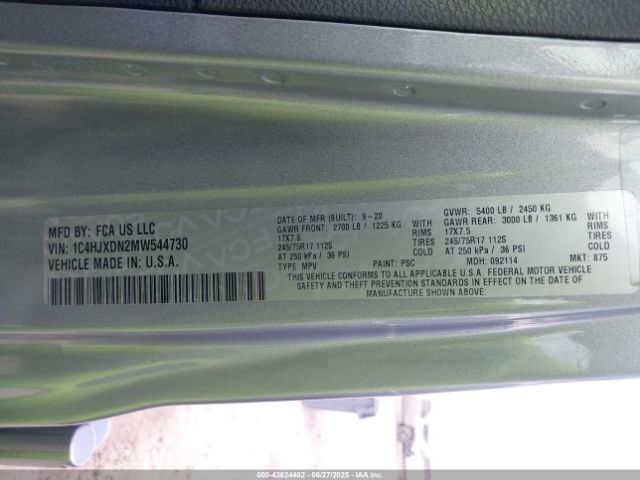 MFD BY: FCA US LLC
VIN: 1C4HJXDN2MW544730
VEHICLE MADE IN U.S.A.
DATE OF MFR (BUILT): 9-20
GAWR FRONT: 2700 LB / 1225 KG WITH
17X7.5 RIMS
245/75R17 112S TIRES
AT 250 kPa / 36 PSI COLD
TYPE: MPV PAINT: PSC
GVWR: 5400 LB / 2450 KG
GAWR REAR: 3000 LB / 1361 KG WITH
17X7.5 RIMS
245/75R17 112S TIRES
AT 250 kPa / 36 PSI COLD
MDH: 092114 MKT: 875
THIS VEHICLE CONFORMS TO ALL APPLICABLE U.S.A. FEDERAL MOTOR VEHICLE
SAFETY AND THEFT PREVENTION STANDARDS IN EFFECT ON THE DATE OF
MANUFACTURE SHOWN ABOVE.
000-42624402 - 06/27/2025 - IAAI.COM